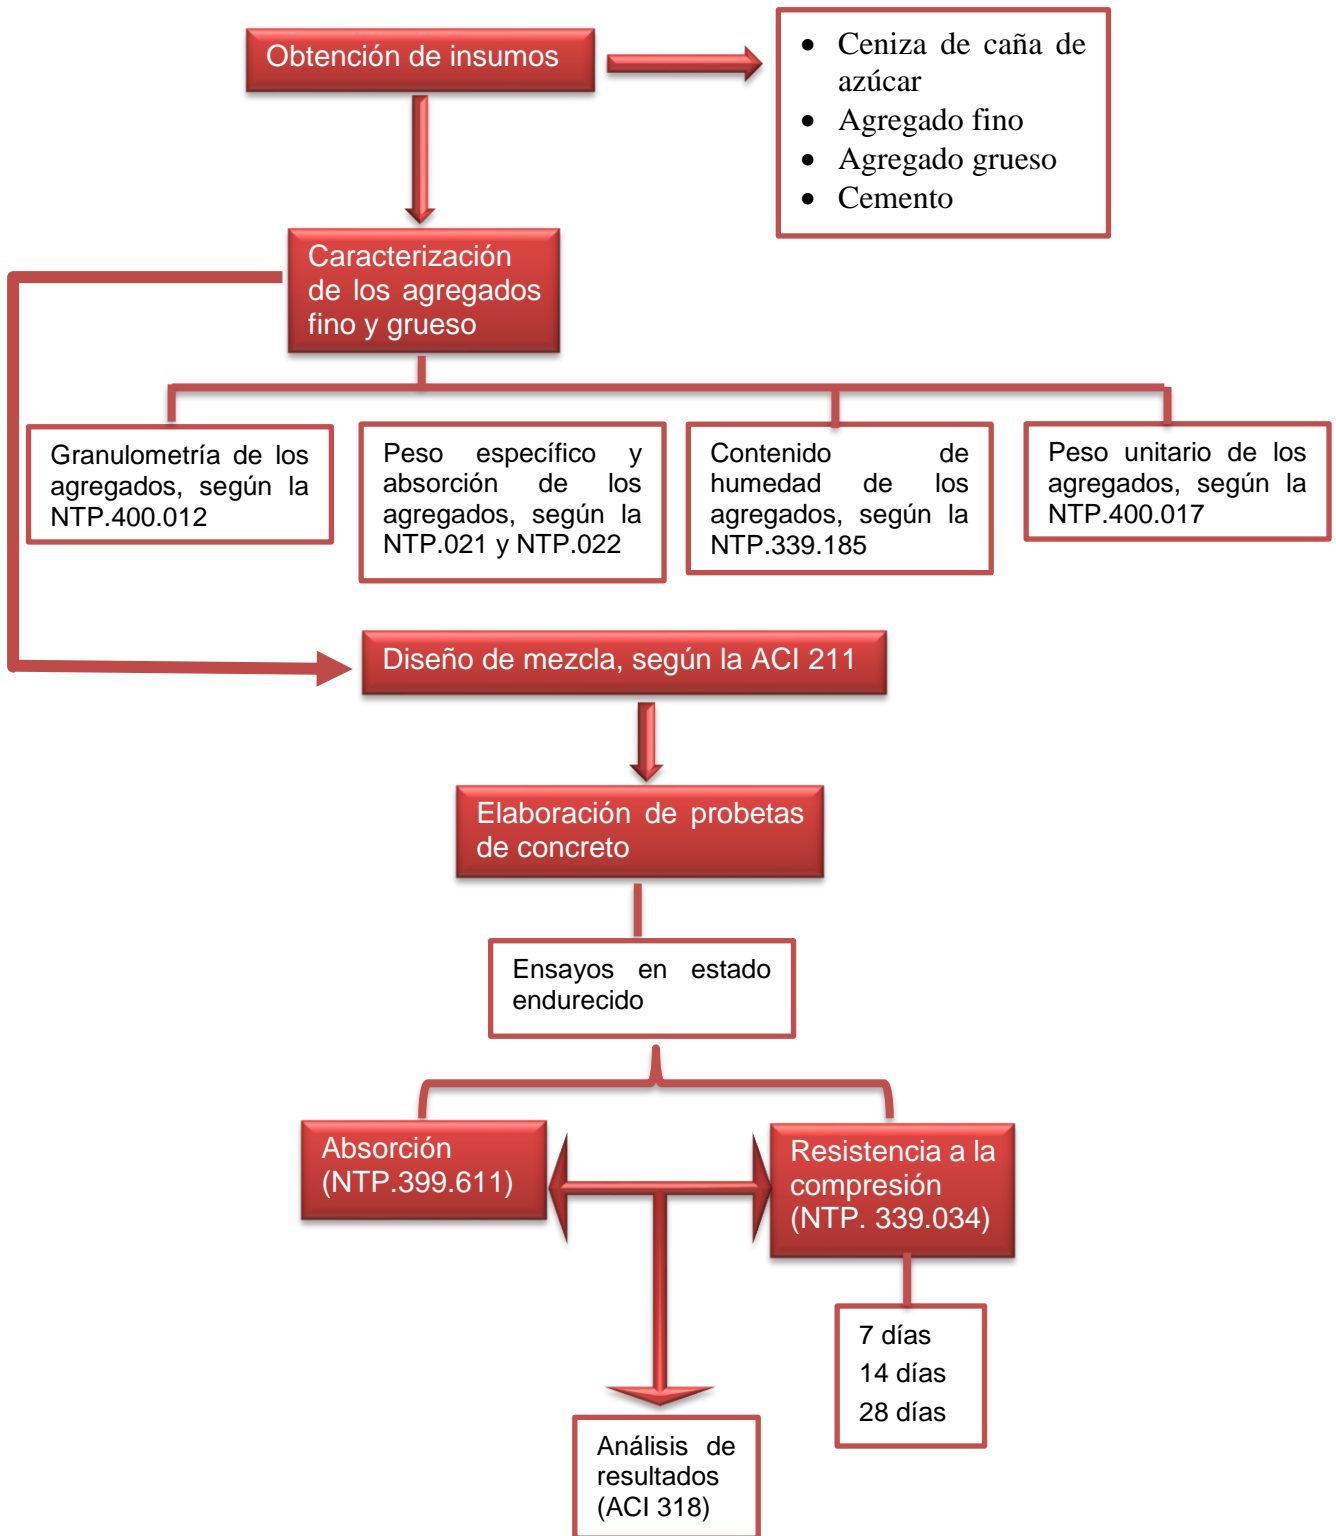 Obtención de insumos
• Ceniza de caña de
azúcar
• Agregado fino
• Agregado grueso
• Cemento
Caracterización
de los agregados
fino y grueso
Granulometría de los
agregados, según la
NTP.400.012
Peso específico y
absorción de los
agregados, según la
NTP.021 y NTP.022
Contenido de
humedad de los
agregados, según la
NTP.339.185
Peso unitario de los
agregados, según la
NTP.400.017
Diseño de mezcla, según la ACI 211
Elaboración de probetas
de concreto
Ensayos en estado
endurecido
Absorción
(NTP.399.611)
Resistencia a la
compresión
(NTP. 339.034)
7 días
14 días
28 días
Análisis de
resultados
(ACI 318)